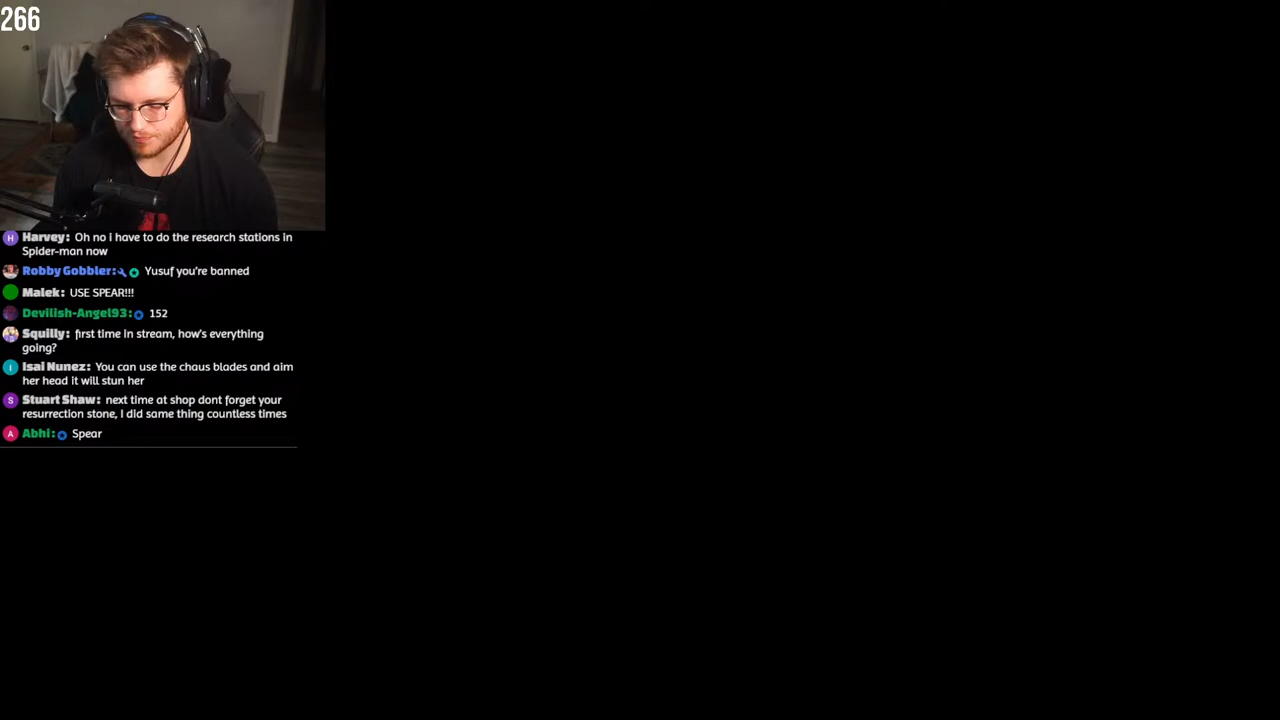 266
Harvey: Oh no i have to do the research stations in
Spider-man now
Robby Gobbler: Yusuf you're banned
Malek: USE SPEAR!!!
Devilish-Angel93: 152
Squilly: first time in stream, how's everything
going?
Isai Nunez: You can use the chaus blades and aim
her head it will stun her
Stuart Shaw: next time at shop dont forget your
resurrection stone, I did same thing countless times
Abhi: Spear